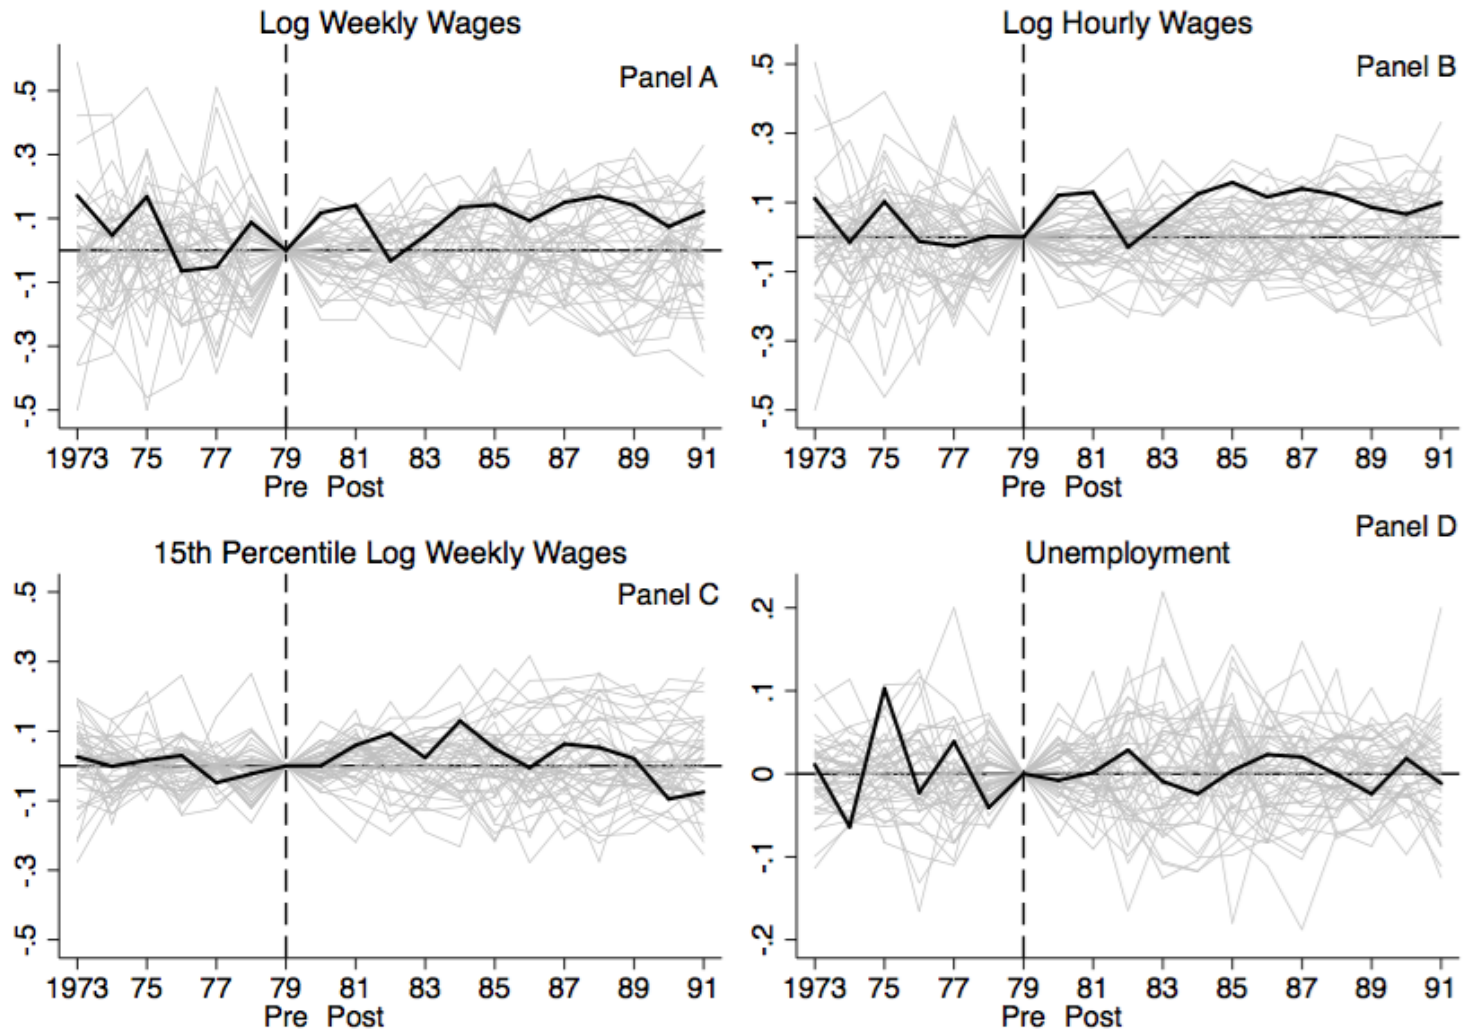 Log Weekly Wages
Panel A
.5
.3
.1
-.1
-.3
-.5
1973 75 77 79 81 83 85 87 89 91
Pre Post
Log Hourly Wages
Panel B
.5
.3
.1
-.1
-.3
-.5
1973 75 77 79 81 83 85 87 89 91
Pre Post
15th Percentile Log Weekly Wages
Panel C
.5
.3
.1
-.1
-.3
-.5
1973 75 77 79 81 83 85 87 89 91
Pre Post
Panel D
Unemployment
.2
.1
0
-.1
-.2
1973 75 77 79 81 83 85 87 89 91
Pre Post